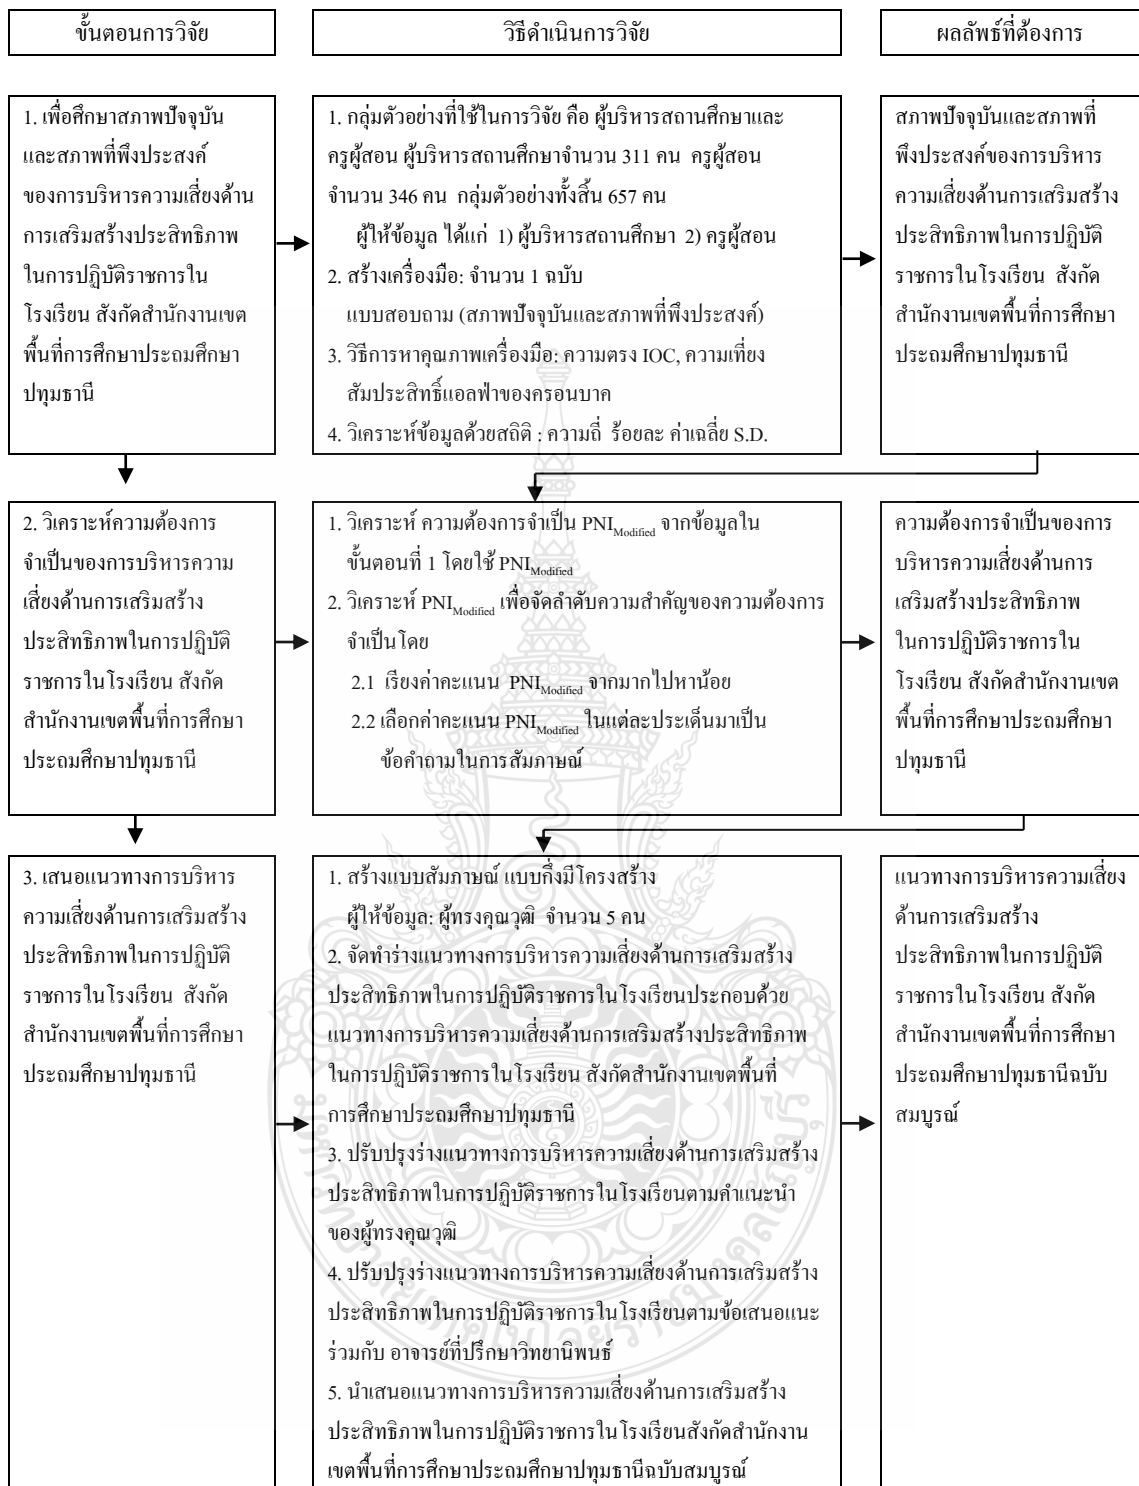 ขั้นตอนการวิจัย
วิธีดำเนินการวิจัย
ผลลัพธ์ที่ต้องการ
1. เพื่อศึกษาสภาพปัจจุบัน
และสภาพที่พึงประสงค์
ของการบริหารความเสี่ยงด้าน
การเสริมสร้างประสิทธิภาพ
ในการปฏิบัติราชการใน
โรงเรียน สังกัดสำนักงานเขต
พื้นที่การศึกษาประถมศึกษา
ปทุมธานี
1. กลุ่มตัวอย่างที่ใช้ในการวิจัย คือ ผู้บริหารสถานศึกษาและ
ครูผู้สอน ผู้บริหารสถานศึกษาจำนวน 311 คน ครูผู้สอน
จำนวน 346 คน กลุ่มตัวอย่างทั้งสิ้น 657 คน
ผู้ให้ข้อมูล ได้แก่ 1) ผู้บริหารสถานศึกษา 2) ครูผู้สอน
2. สร้างเครื่องมือ: จำนวน 1 ฉบับ
แบบสอบถาม (สภาพปัจจุบันและสภาพที่พึงประสงค์)
3. วิธีการหาคุณภาพเครื่องมือ: ความตรง IOC, ความเที่ยง
สัมประสิทธิ์แอลฟ่าของครอนบาค
4. วิเคราะห์ข้อมูลด้วยสถิติ : ความถี่ ร้อยละ ค่าเฉลี่ย S.D.
สภาพปัจจุบันและสภาพที่
พึงประสงค์ของการบริหาร
ความเสี่ยงด้านการเสริมสร้าง
ประสิทธิภาพในการปฏิบัติ
ราชการในโรงเรียน สังกัด
สำนักงานเขตพื้นที่การศึกษา
ประถมศึกษาปทุมธานี
2. วิเคราะห์ความต้องการ
จำเป็นของการบริหารความ
เสี่ยงด้านการเสริมสร้าง
ประสิทธิภาพในการปฏิบัติ
ราชการในโรงเรียน สังกัด
สำนักงานเขตพื้นที่การศึกษา
ประถมศึกษาปทุมธานี
1. วิเคราะห์ ความต้องการจำเป็น PNI Modified จากข้อมูลใน
ขั้นตอนที่ 1 โดยใช้ PNI Modified
2. วิเคราะห์ PNI Modified เพื่อจัดลำดับความสำคัญของความต้องการ
จำเป็นโดย
2.1 เรียงค่าคะแนน PNI Modified จากมากไปหาน้อย
2.2 เลือกค่าคะแนน PNI Modified ในแต่ละประเด็นมาเป็น
ข้อคำถามในการสัมภาษณ์
ความต้องการจำเป็นของการ
บริหารความเสี่ยงด้านการ
เสริมสร้างประสิทธิภาพ
ในการปฏิบัติราชการใน
โรงเรียน สังกัดสำนักงานเขต
พื้นที่การศึกษาประถมศึกษา
ปทุมธานี
3. เสนอแนวทางการบริหาร
ความเสี่ยงด้านการเสริมสร้าง
ประสิทธิภาพในการปฏิบัติ
ราชการในโรงเรียน สังกัด
สำนักงานเขตพื้นที่การศึกษา
ประถมศึกษาปทุมธานี
1. สร้างแบบสัมภาษณ์ แบบกึ่งมีโครงสร้าง
ผู้ให้ข้อมูล: ผู้ทรงคุณวุฒิ จำนวน 5 คน
2. จัดทำร่างแนวทางการบริหารความเสี่ยงด้านการเสริมสร้าง
ประสิทธิภาพในการปฏิบัติราชการในโรงเรียนประกอบด้วย
แนวทางการบริหารความเสี่ยงด้านการเสริมสร้างประสิทธิภาพ
ในการปฏิบัติราชการในโรงเรียน สังกัดสำนักงานเขตพื้นที่
การศึกษาประถมศึกษาปทุมธานี
3. ปรับปรุงร่างแนวทางการบริหารความเสี่ยงด้านการเสริมสร้าง
ประสิทธิภาพในการปฏิบัติราชการในโรงเรียนตามคำแนะนำ
ของผู้ทรงคุณวุฒิ
4. ปรับปรุงร่างแนวทางการบริหารความเสี่ยงด้านการเสริมสร้าง
ประสิทธิภาพในการปฏิบัติราชการในโรงเรียนตามข้อเสนอแนะ
ร่วมกับ อาจารย์ที่ปรึกษาวิทยานิพนธ์
5. นำเสนอแนวทางการบริหารความเสี่ยงด้านการเสริมสร้าง
ประสิทธิภาพในการปฏิบัติราชการในโรงเรียนสังกัดสำนักงาน
เขตพื้นที่การศึกษาประถมศึกษาปทุมธานีฉบับสมบูรณ์
แนวทางการบริหารความเสี่ยง
ด้านการเสริมสร้าง
ประสิทธิภาพในการปฏิบัติ
ราชการในโรงเรียน สังกัด
สำนักงานเขตพื้นที่การศึกษา
ประถมศึกษาปทุมธานีฉบับ
สมบูรณ์
มหาวิทยาลัยเทคโนโลยีราชมงคลธัญบุรี